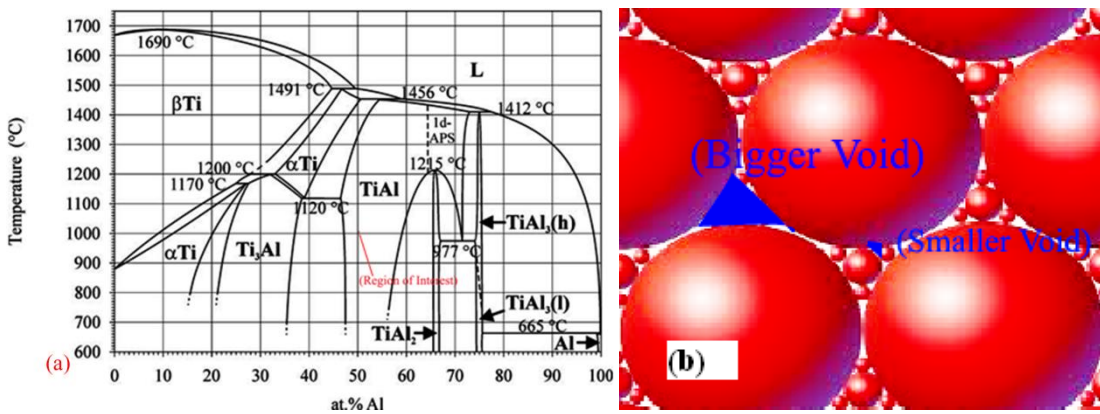 1700
1600
1500
1400
1300
1200
1100
1000
900
800
700
600
Temperature (°C)
1690 °C
L
1491 °C
1456 °C
1412 °C
βTi
1d-
APS
1200 °C
αTi
1215 °C
1170 °C
TiAl
1120 °C
TiAl₃(h)
αTi
Ti₃Al
977 °C
(Region of Interest)
TiAl₃(l)
TiAl₂
665 °C
Al
(a)
0 10 20 30 40 50 60 70 80 90 100
at.% Al
(Bigger Void)
(Smaller Void)
(b)